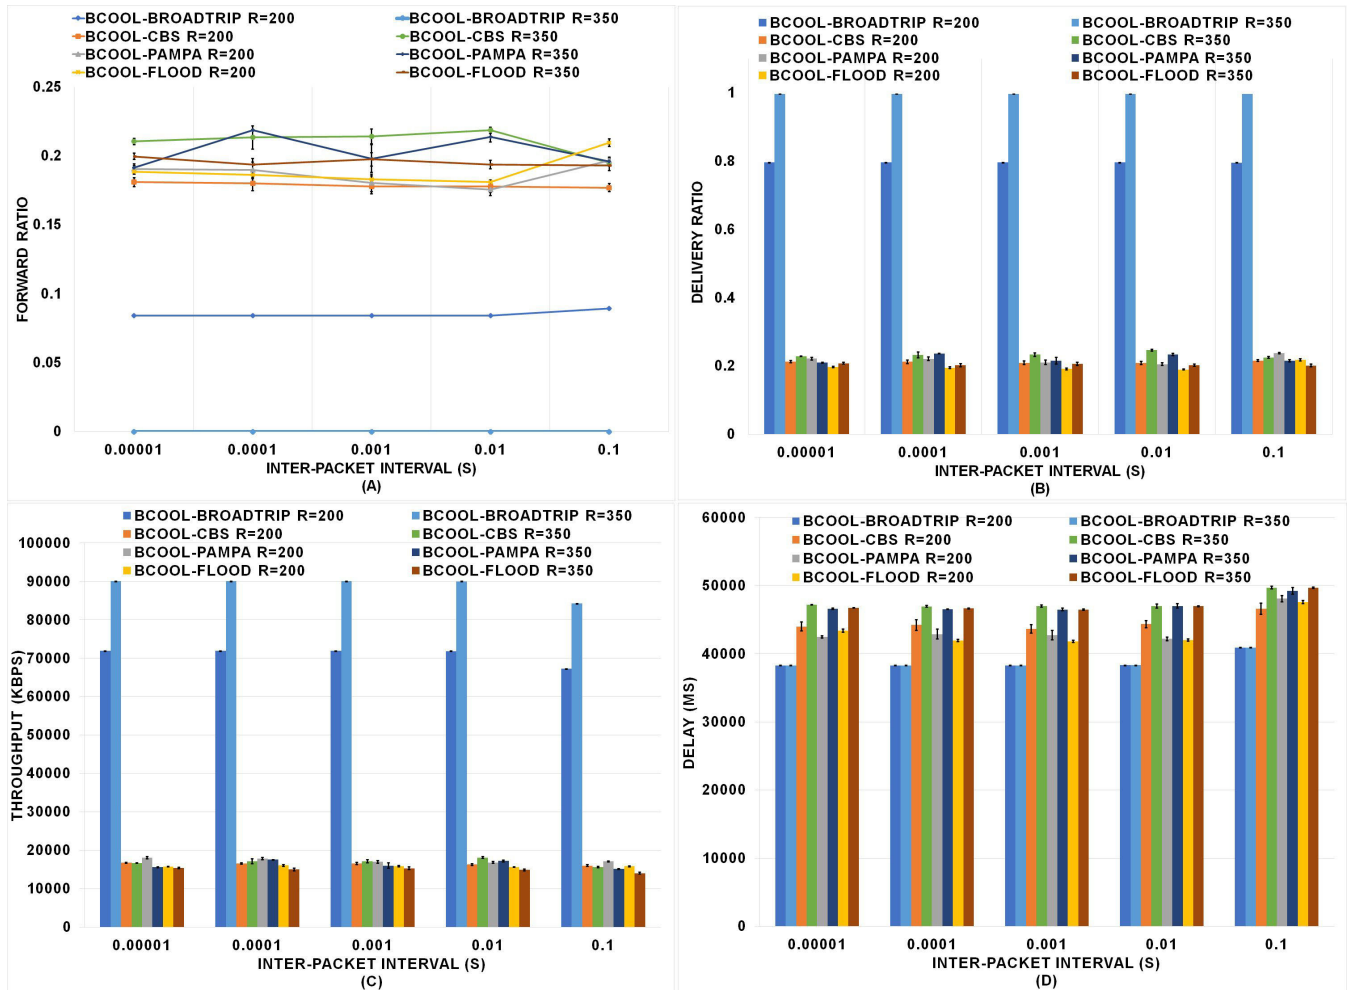 BCOOL-BROADTRIP R=200 BCOOL-BROADTRIP R=350
BCOOL-CBS R=200 BCOOL-CBS R=350
BCOOL-PAMPA R=200 BCOOL-PAMPA R=350
BCOOL-FLOOD R=200 BCOOL-FLOOD R=350
0.25
0.2
0.15
0.1
0.05
0
FORWARD RATIO
0.00001 0.0001 0.001 0.01 0.1
INTER-PACKET INTERVAL (S)
(A)
BCOOL-BROADTRIP R=200 BCOOL-BROADTRIP R=350
BCOOL-CBS R=200 BCOOL-CBS R=350
BCOOL-PAMPA R=200 BCOOL-PAMPA R=350
BCOOL-FLOOD R=200 BCOOL-FLOOD R=350
1
0.8
0.6
0.4
0.2
0
DELIVERY RATIO
0.00001 0.0001 0.001 0.01 0.1
INTER-PACKET INTERVAL (S)
(B)
BCOOL-BROADTRIP R=200 BCOOL-BROADTRIP R=350
BCOOL-CBS R=200 BCOOL-CBS R=350
BCOOL-PAMPA R=200 BCOOL-PAMPA R=350
BCOOL-FLOOD R=200 BCOOL-FLOOD R=350
100000
90000
80000
70000
60000
50000
40000
30000
20000
10000
0
THROUGHPUT (KBPS)
0.00001 0.0001 0.001 0.01 0.1
INTER-PACKET INTERVAL (S)
(C)
BCOOL-BROADTRIP R=200 BCOOL-BROADTRIP R=350
BCOOL-CBS R=200 BCOOL-CBS R=350
BCOOL-PAMPA R=200 BCOOL-PAMPA R=350
BCOOL-FLOOD R=200 BCOOL-FLOOD R=350
60000
50000
40000
30000
20000
10000
0
DELAY (MS)
0.00001 0.0001 0.001 0.01 0.1
INTER-PACKET INTERVAL (S)
(D)